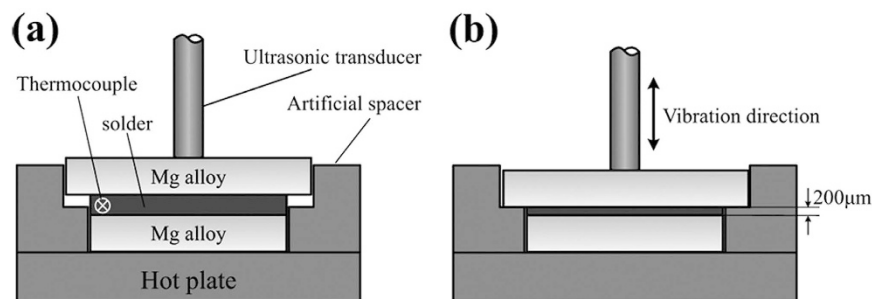 (a)
Ultrasonic transducer
Thermocouple
Artificial spacer
solder
Mg alloy
Mg alloy
Hot plate
(b)
Vibration direction
200μm